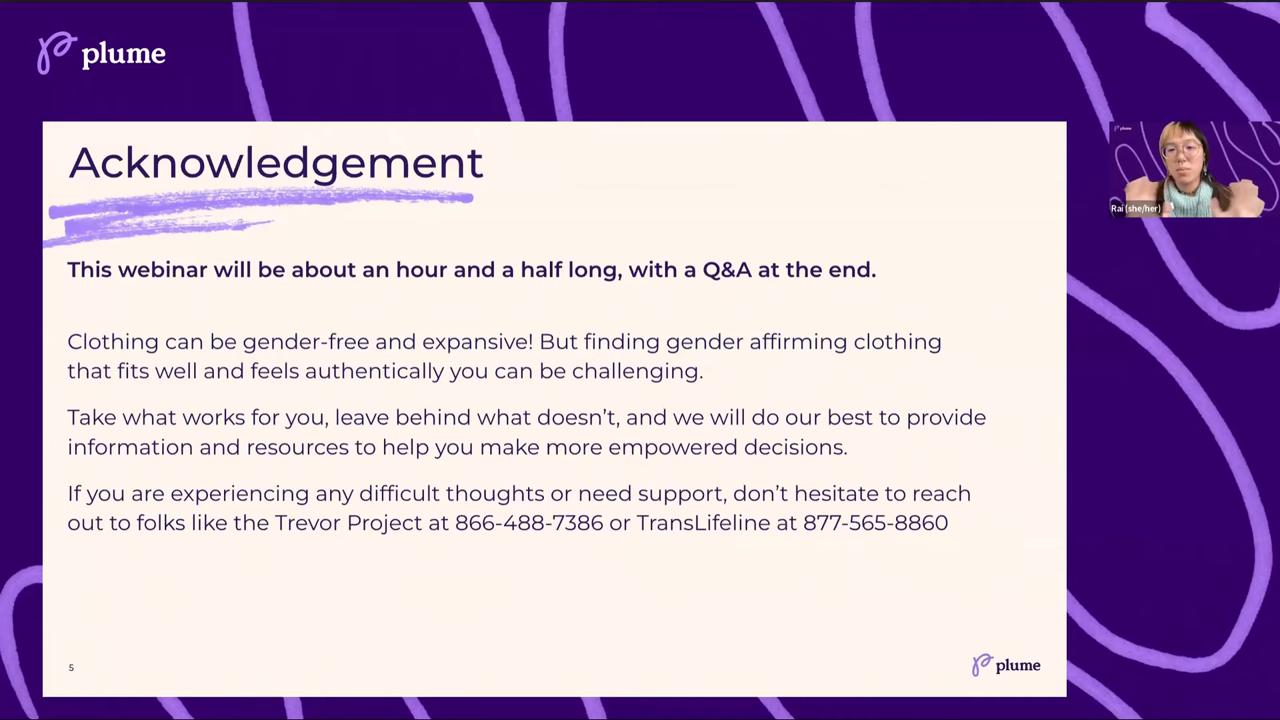 plume
Acknowledgement
This webinar will be about an hour and a half long, with a Q&A at the end.
Clothing can be gender-free and expansive! But finding gender affirming clothing
that fits well and feels authentically you can be challenging.
Take what works for you, leave behind what doesn’t, and we will do our best to provide
information and resources to help you make more empowered decisions.
If you are experiencing any difficult thoughts or need support, don’t hesitate to reach
out to folks like the Trevor Project at 866-488-7386 or TransLifeline at 877-565-8860
5
plume
plume
Rai (she/her)